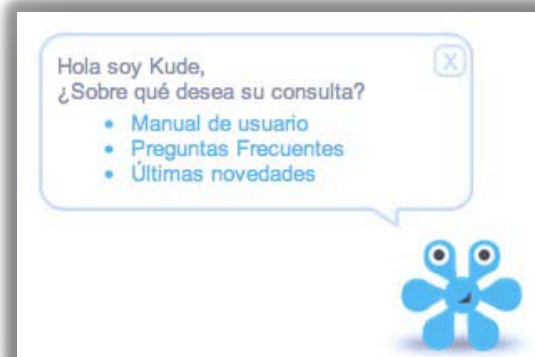 Hola soy Kude,
¿Sobre qué desea su consulta?
• Manual de usuario
• Preguntas Frecuentes
• Últimas novedades
X